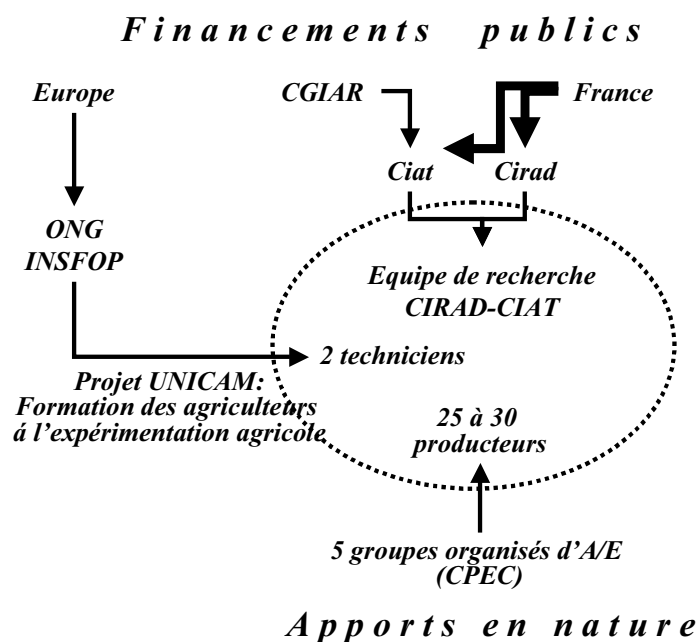 Financements publics
Europe
CGIAR
France
Ciat
Cirad
ONG
INSFOP
Equipe de recherche
CIRAD-CIAT
2 techniciens
Projet UNICAM:
Formation des agriculteurs
á l’expérimentation agricole
25 à 30
producteurs
5 groupes organisés d’A/E
(CPEC)
Apports en nature